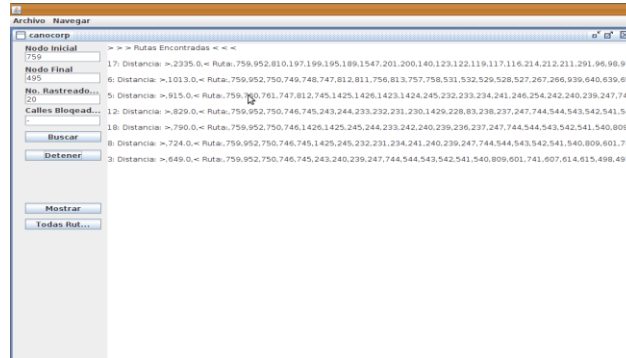 Archivo Navegar
canocorp
Nodo Inicial
759
Nodo Final
495
No. Rastreado...
20
Calles Bloqead...
-
Buscar
Detener
Mostrar
Todas Rut...
> > > Rutas Encontradas < < <
17: Distancia: >,2335.0,< Ruta:,759,952,810,197,199,195,189,1547,201,200,140,123,122,119,117,116,214,212,211,291,96,98,9
6: Distancia: >,1013.0,< Ruta:,759,952,750,749,748,747,812,811,756,813,757,758,531,532,529,528,527,267,266,939,640,639,6
5: Distancia: >,915.0,< Ruta:,759,760,761,747,812,745,1425,1426,1423,1424,245,232,233,234,241,246,254,242,240,239,247,74
12: Distancia: >,829.0,< Ruta:,759,952,750,746,745,243,244,233,232,231,230,1429,228,83,238,237,247,744,544,543,542,541,5
18: Distancia: >,790.0,< Ruta:,759,952,750,746,1426,1425,245,244,233,242,240,239,236,237,247,744,544,543,542,541,540,809
8: Distancia: >,724.0,< Ruta:,759,952,750,746,745,1425,245,232,231,234,241,240,239,247,744,544,543,542,541,540,809,601,7
3: Distancia: >,649.0,< Ruta:,759,952,750,746,745,243,240,239,247,744,544,543,542,541,540,809,601,741,607,614,615,498,49